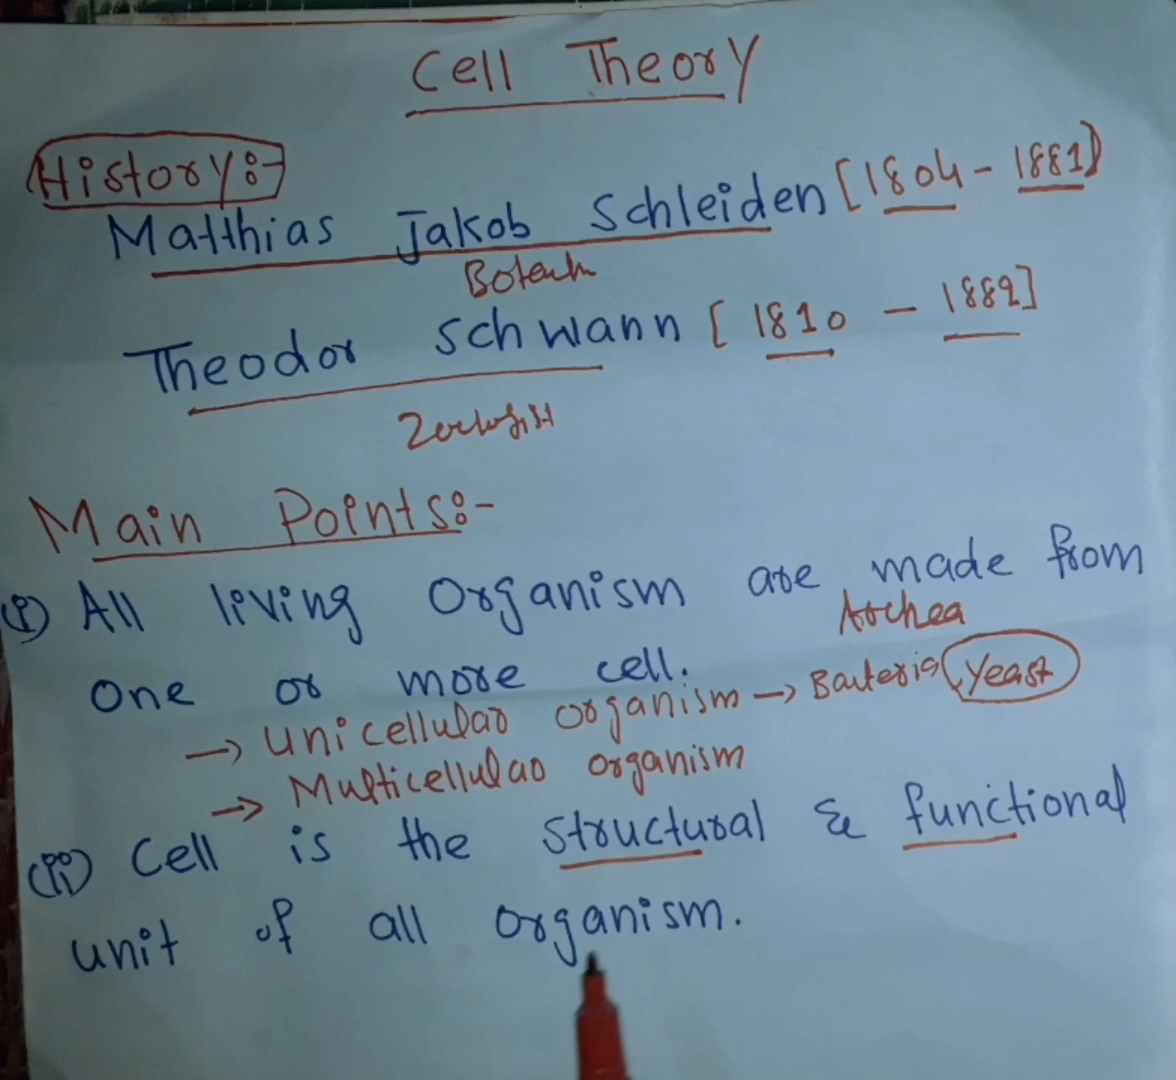 Cell Theory
History:-
Matthias Jakob Schleiden [1804 - 1881)
Theodor Schwann [1810 - 1882]
Zoologist
Main Points:-
(i) All living Organism are made from
Archea
One or more cell.
→ Unicellular organism → Bacteria, Yeast
→ Multicellular organism
(ii) Cell is the structural & functional
unit of all organism.